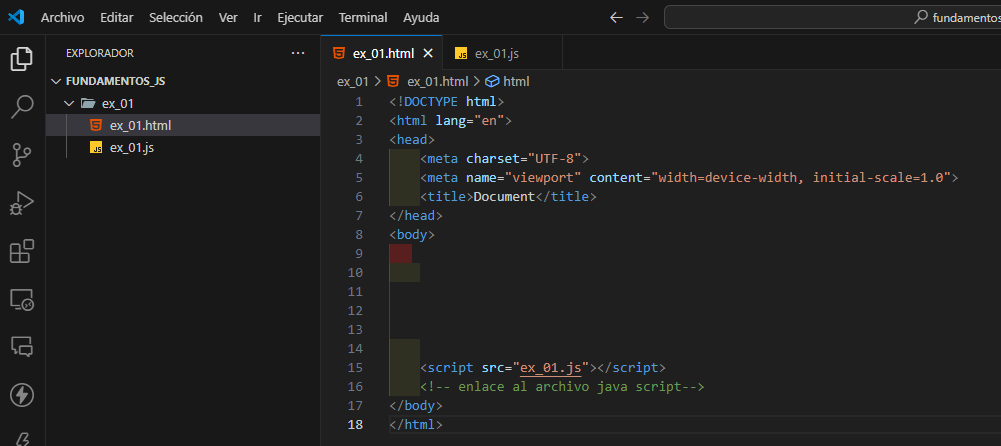 Archivo Editar Selección Ver Ir Ejecutar Terminal Ayuda
fundamentos
EXPLORADOR
FUNDAMENTOS_JS
ex_01
ex_01.html
JS ex_01.js
ex_01.html JS ex_01.js
ex_01 > ex_01.html > html
1 <!DOCTYPE html>
2 <html lang="en">
3 <head>
4 <meta charset="UTF-8">
5 <meta name="viewport" content="width=device-width, initial-scale=1.0">
6 <title>Document</title>
7 </head>
8 <body>
9
10
11
12
13
14
15 <script src="ex_01.js"></script>
16 <!-- enlace al archivo java script-->
17 </body>
18 </html>